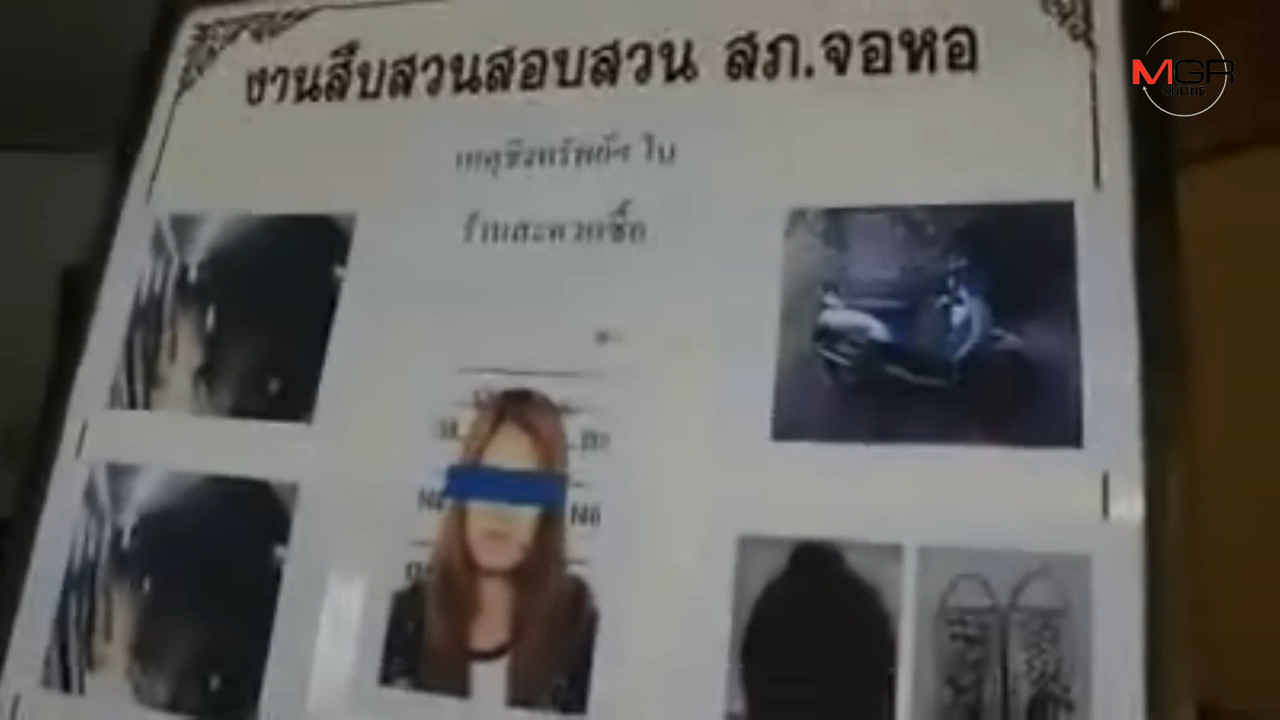 งานสืบสวนสอบสวน สภ.จอหอ
MGR
ONLINE
เหตุชิงทรัพย์ฯ ใน
ร้านสะดวกซื้อ